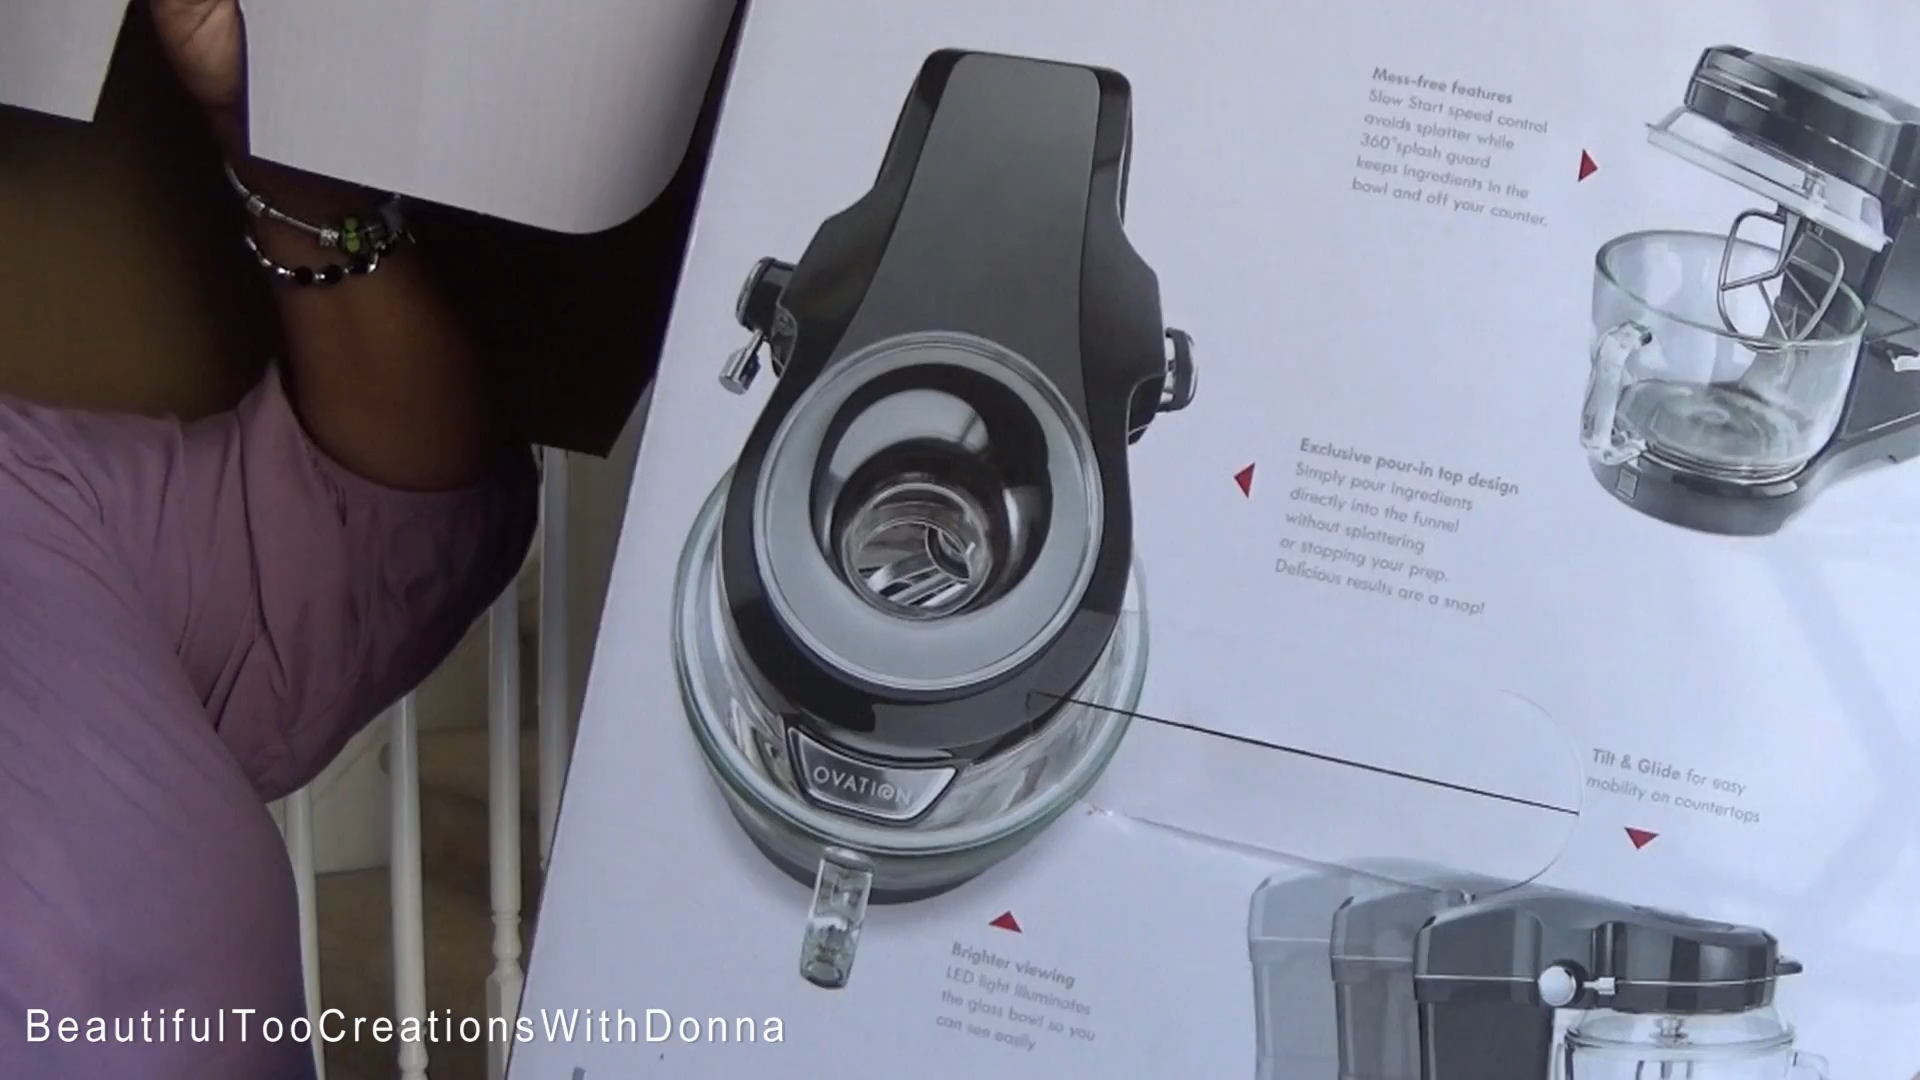 Mess-free features
Slow Start speed control
avoids splatter while
360°splash guard
keeps ingredients in the
bowl and off your counter.
Exclusive pour-in top design
Simply pour ingredients
directly into the funnel
without splattering
or stopping your prep.
Delicious results are a snap!
OVATION
Tilt & Glide for easy
mobility on countertops
Brighter viewing
LED light illuminates
the glass bowl so you
can see easily
BeautifulTooCreationsWithDonna